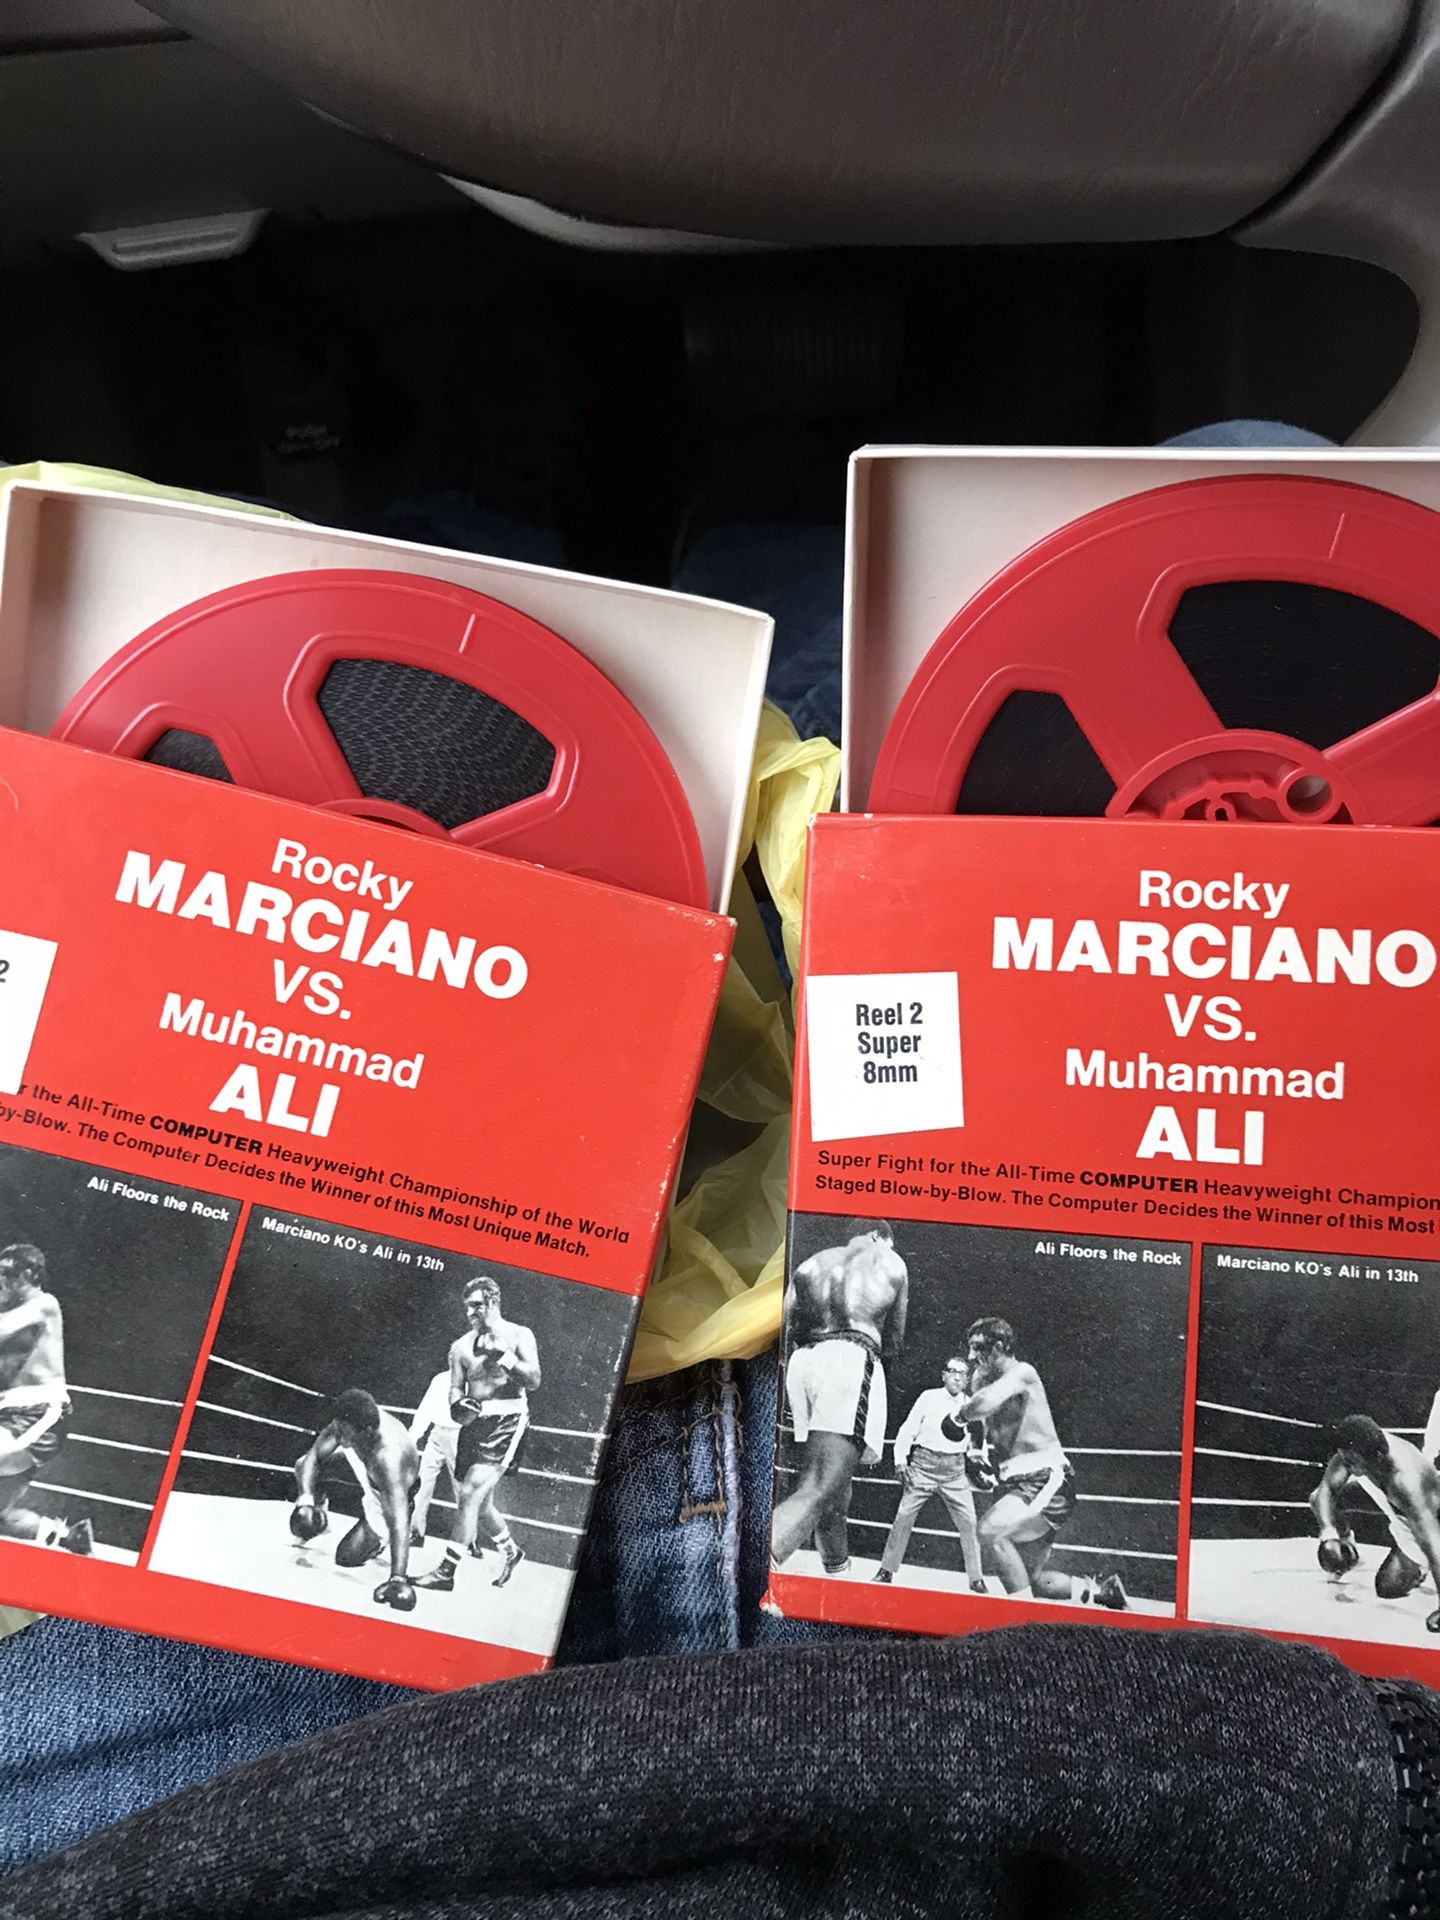 PUSH
Rocky
MARCIANO
VS.
Muhammad
ALI
2
r the All-Time COMPUTER Heavyweight Championship of the World
by-Blow. The Computer Decides the Winner of this Most Unique Match.
Ali Floors the Rock
Marciano KO's Ali in 13th
Rocky
MARCIANO
VS.
Muhammad
ALI
Reel 2
Super
8mm
Super Fight for the All-Time COMPUTER Heavyweight Champion
Staged Blow-by-Blow. The Computer Decides the Winner of this Most
Ali Floors the Rock
Marciano KO's Ali in 13th